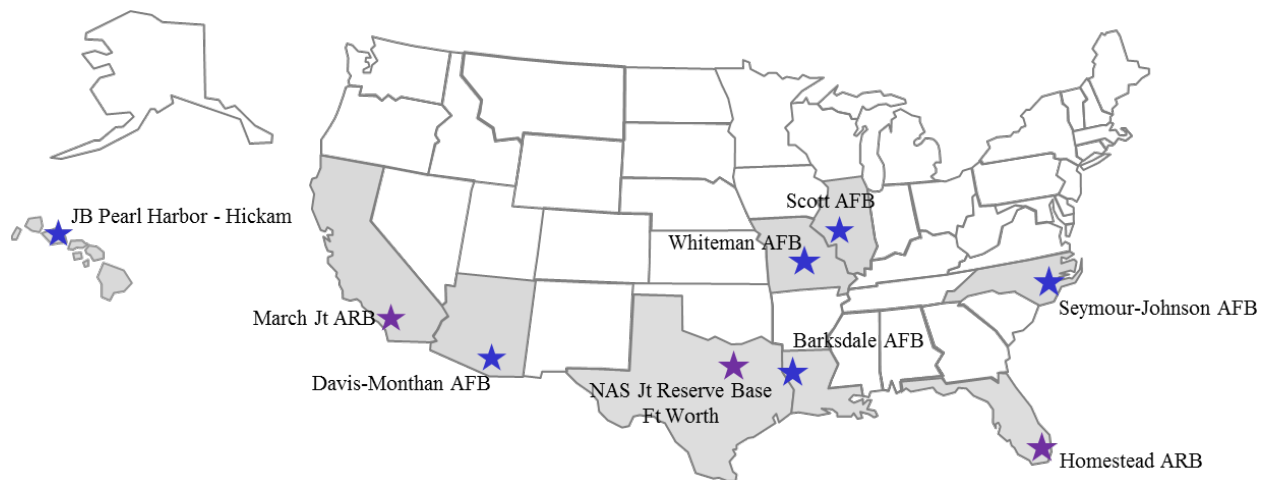 Scott AFB
JB Pearl Harbor - Hickam
Whiteman AFB
Seymour-Johnson AFB
March Jt ARB
Barksdale AFB
Davis-Monthan AFB
NAS Jt Reserve Base
Ft Worth
Homestead ARB